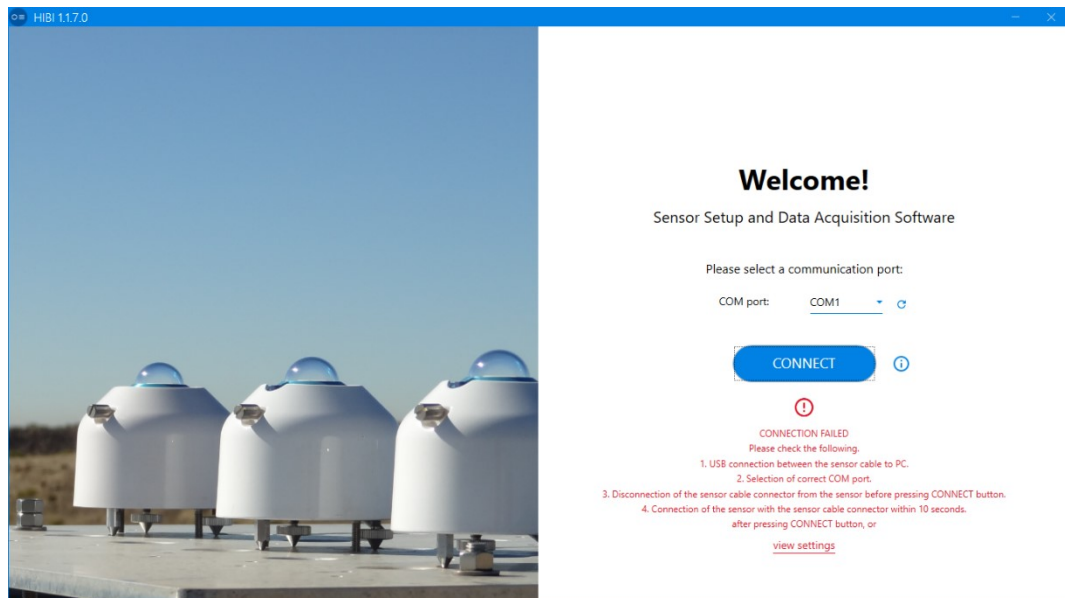 HIBI 1.1.7.0
Welcome!
Sensor Setup and Data Acquisition Software
Please select a communication port:
COM port: COM1
CONNECT
CONNECTION FAILED
Please check the following.
1. USB connection between the sensor cable to PC.
2. Selection of correct COM port.
3. Disconnection of the sensor cable connector from the sensor before pressing CONNECT button.
4. Connection of the sensor with the sensor cable connector within 10 seconds.
after pressing CONNECT button, or
view settings